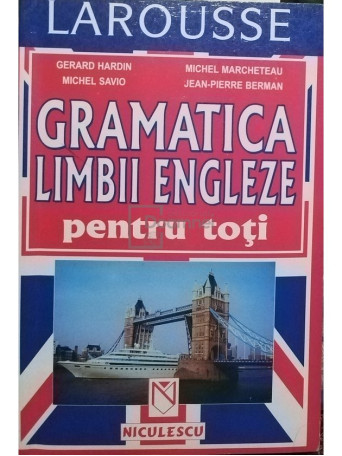 LAROUSSE
GERARD HARDIN
MICHEL SAVIO
MICHEL MARCHETEAU
JEAN-PIERRE BERMAN
GRAMATICA
LIMBII ENGLEZE
pentru toţi
N
NICULESCU